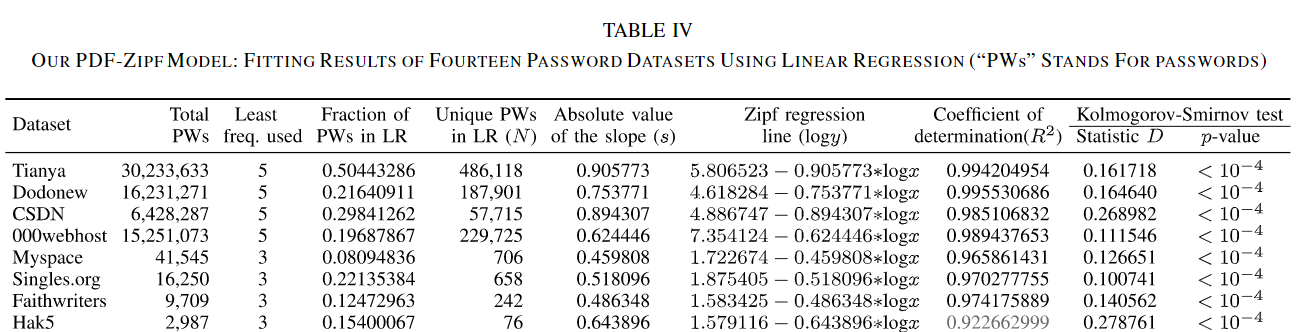 TABLE IV
OUR PDF-ZIPF MODEL: FITTING RESULTS OF FOURTEEN PASSWORD DATASETS USING LINEAR REGRESSION (“PWs” STANDS FOR PASSWORDS)
Dataset Total PWs Least freq. used Fraction of PWs in LR Unique PWs in LR (N) Absolute value of the slope (s) Zipf regression line (logy) Coefficient of determination(R²) Kolmogorov-Smirnov test Statistic D p-value
Tianya 30,233,633 5 0.50443286 486,118 0.905773 5.806523 − 0.905773∗logx 0.994204954 0.161718 < 10⁻⁴
Dodonew 16,231,271 5 0.21640911 187,901 0.753771 4.618284 − 0.753771∗logx 0.995530686 0.164640 < 10⁻⁴
CSDN 6,428,287 5 0.29841262 57,715 0.894307 4.886747 − 0.894307∗logx 0.985106832 0.268982 < 10⁻⁴
000webhost 15,251,073 5 0.19687867 229,725 0.624446 7.354124 − 0.624446∗logx 0.989437653 0.111546 < 10⁻⁴
Myspace 41,545 3 0.08094836 706 0.459808 1.722674 − 0.459808∗logx 0.965861431 0.126651 < 10⁻⁴
Singles.org 16,250 3 0.22135384 658 0.518096 1.875405 − 0.518096∗logx 0.970277755 0.100741 < 10⁻⁴
Faithwriters 9,709 3 0.12472963 242 0.486348 1.583425 − 0.486348∗logx 0.974175889 0.140562 < 10⁻⁴
Hak5 2,987 3 0.15400067 76 0.643896 1.579116 − 0.643896∗logx 0.922662999 0.278761 < 10⁻⁴